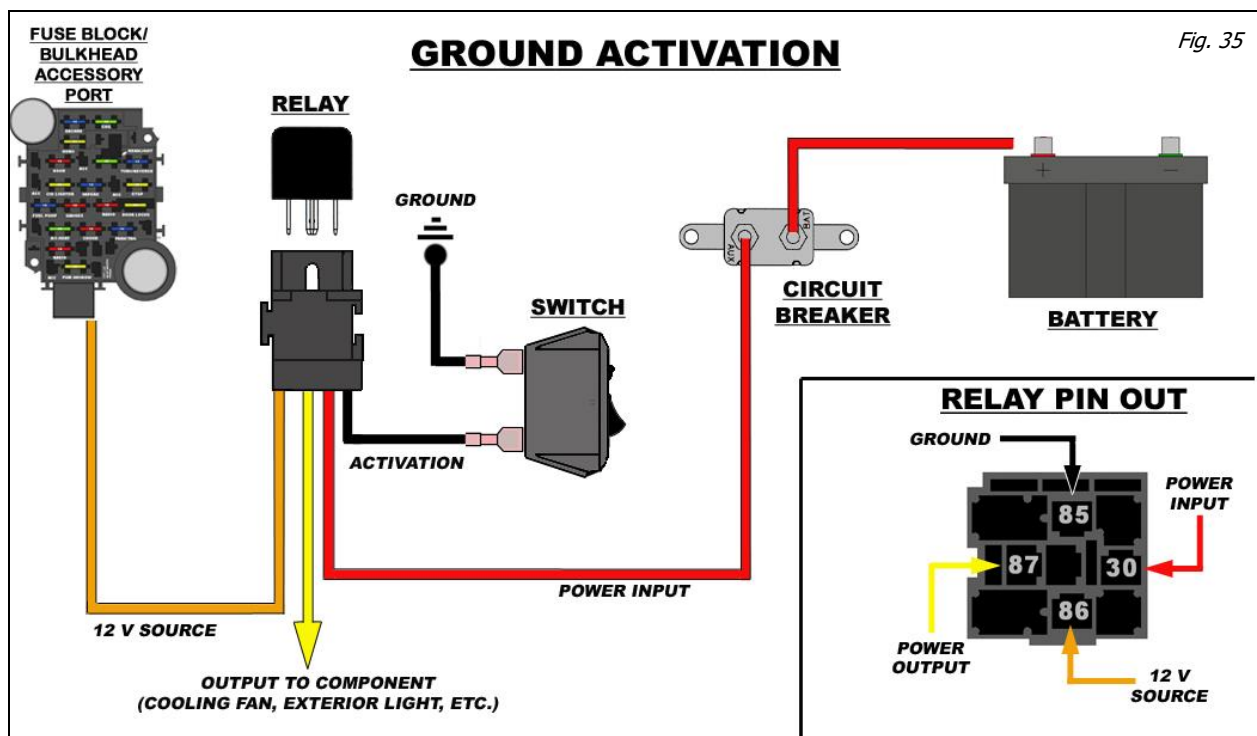 FUSE BLOCK/
BULKHEAD
ACCESSORY
PORT
GROUND ACTIVATION
Fig. 35
RELAY
GROUND
+
−
AUX
BAT
CIRCUIT
BREAKER
BATTERY
SWITCH
ACTIVATION
POWER INPUT
12 V SOURCE
OUTPUT TO COMPONENT
(COOLING FAN, EXTERIOR LIGHT, ETC.)
RELAY PIN OUT
GROUND
POWER
INPUT
85
87
30
86
POWER
OUTPUT
12 V
SOURCE